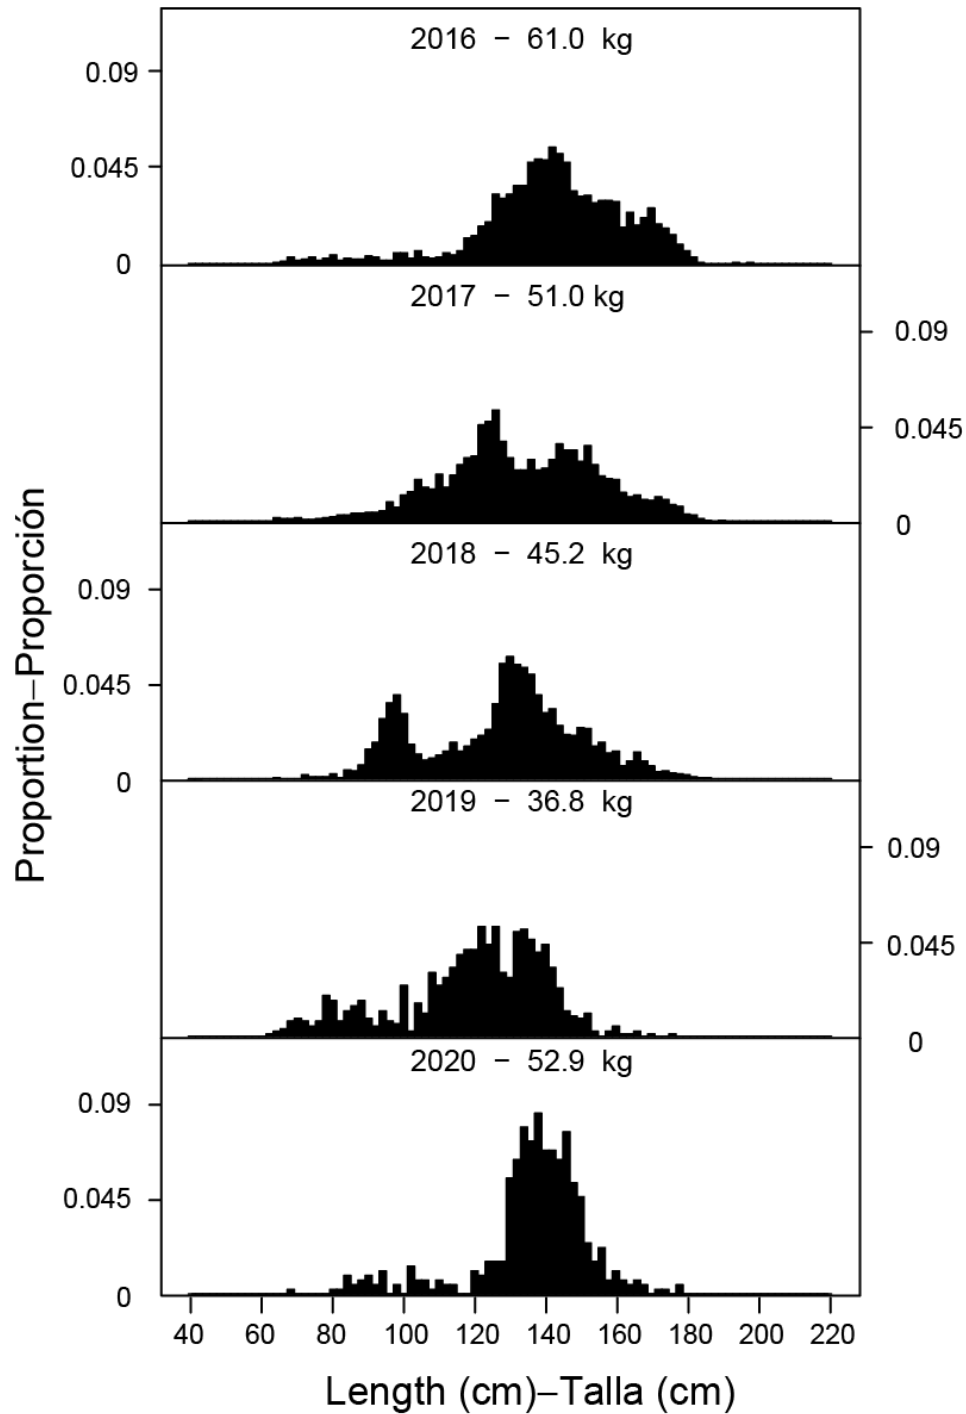 2016 – 61.0 kg
0.09
0.045
0
2017 – 51.0 kg
0.09
0.045
0
2018 – 45.2 kg
0.09
0.045
0
2019 – 36.8 kg
0.09
0.045
0
2020 – 52.9 kg
0.09
0.045
0
Proportion–Proporción
40 60 80 100 120 140 160 180 200 220
Length (cm)–Talla (cm)